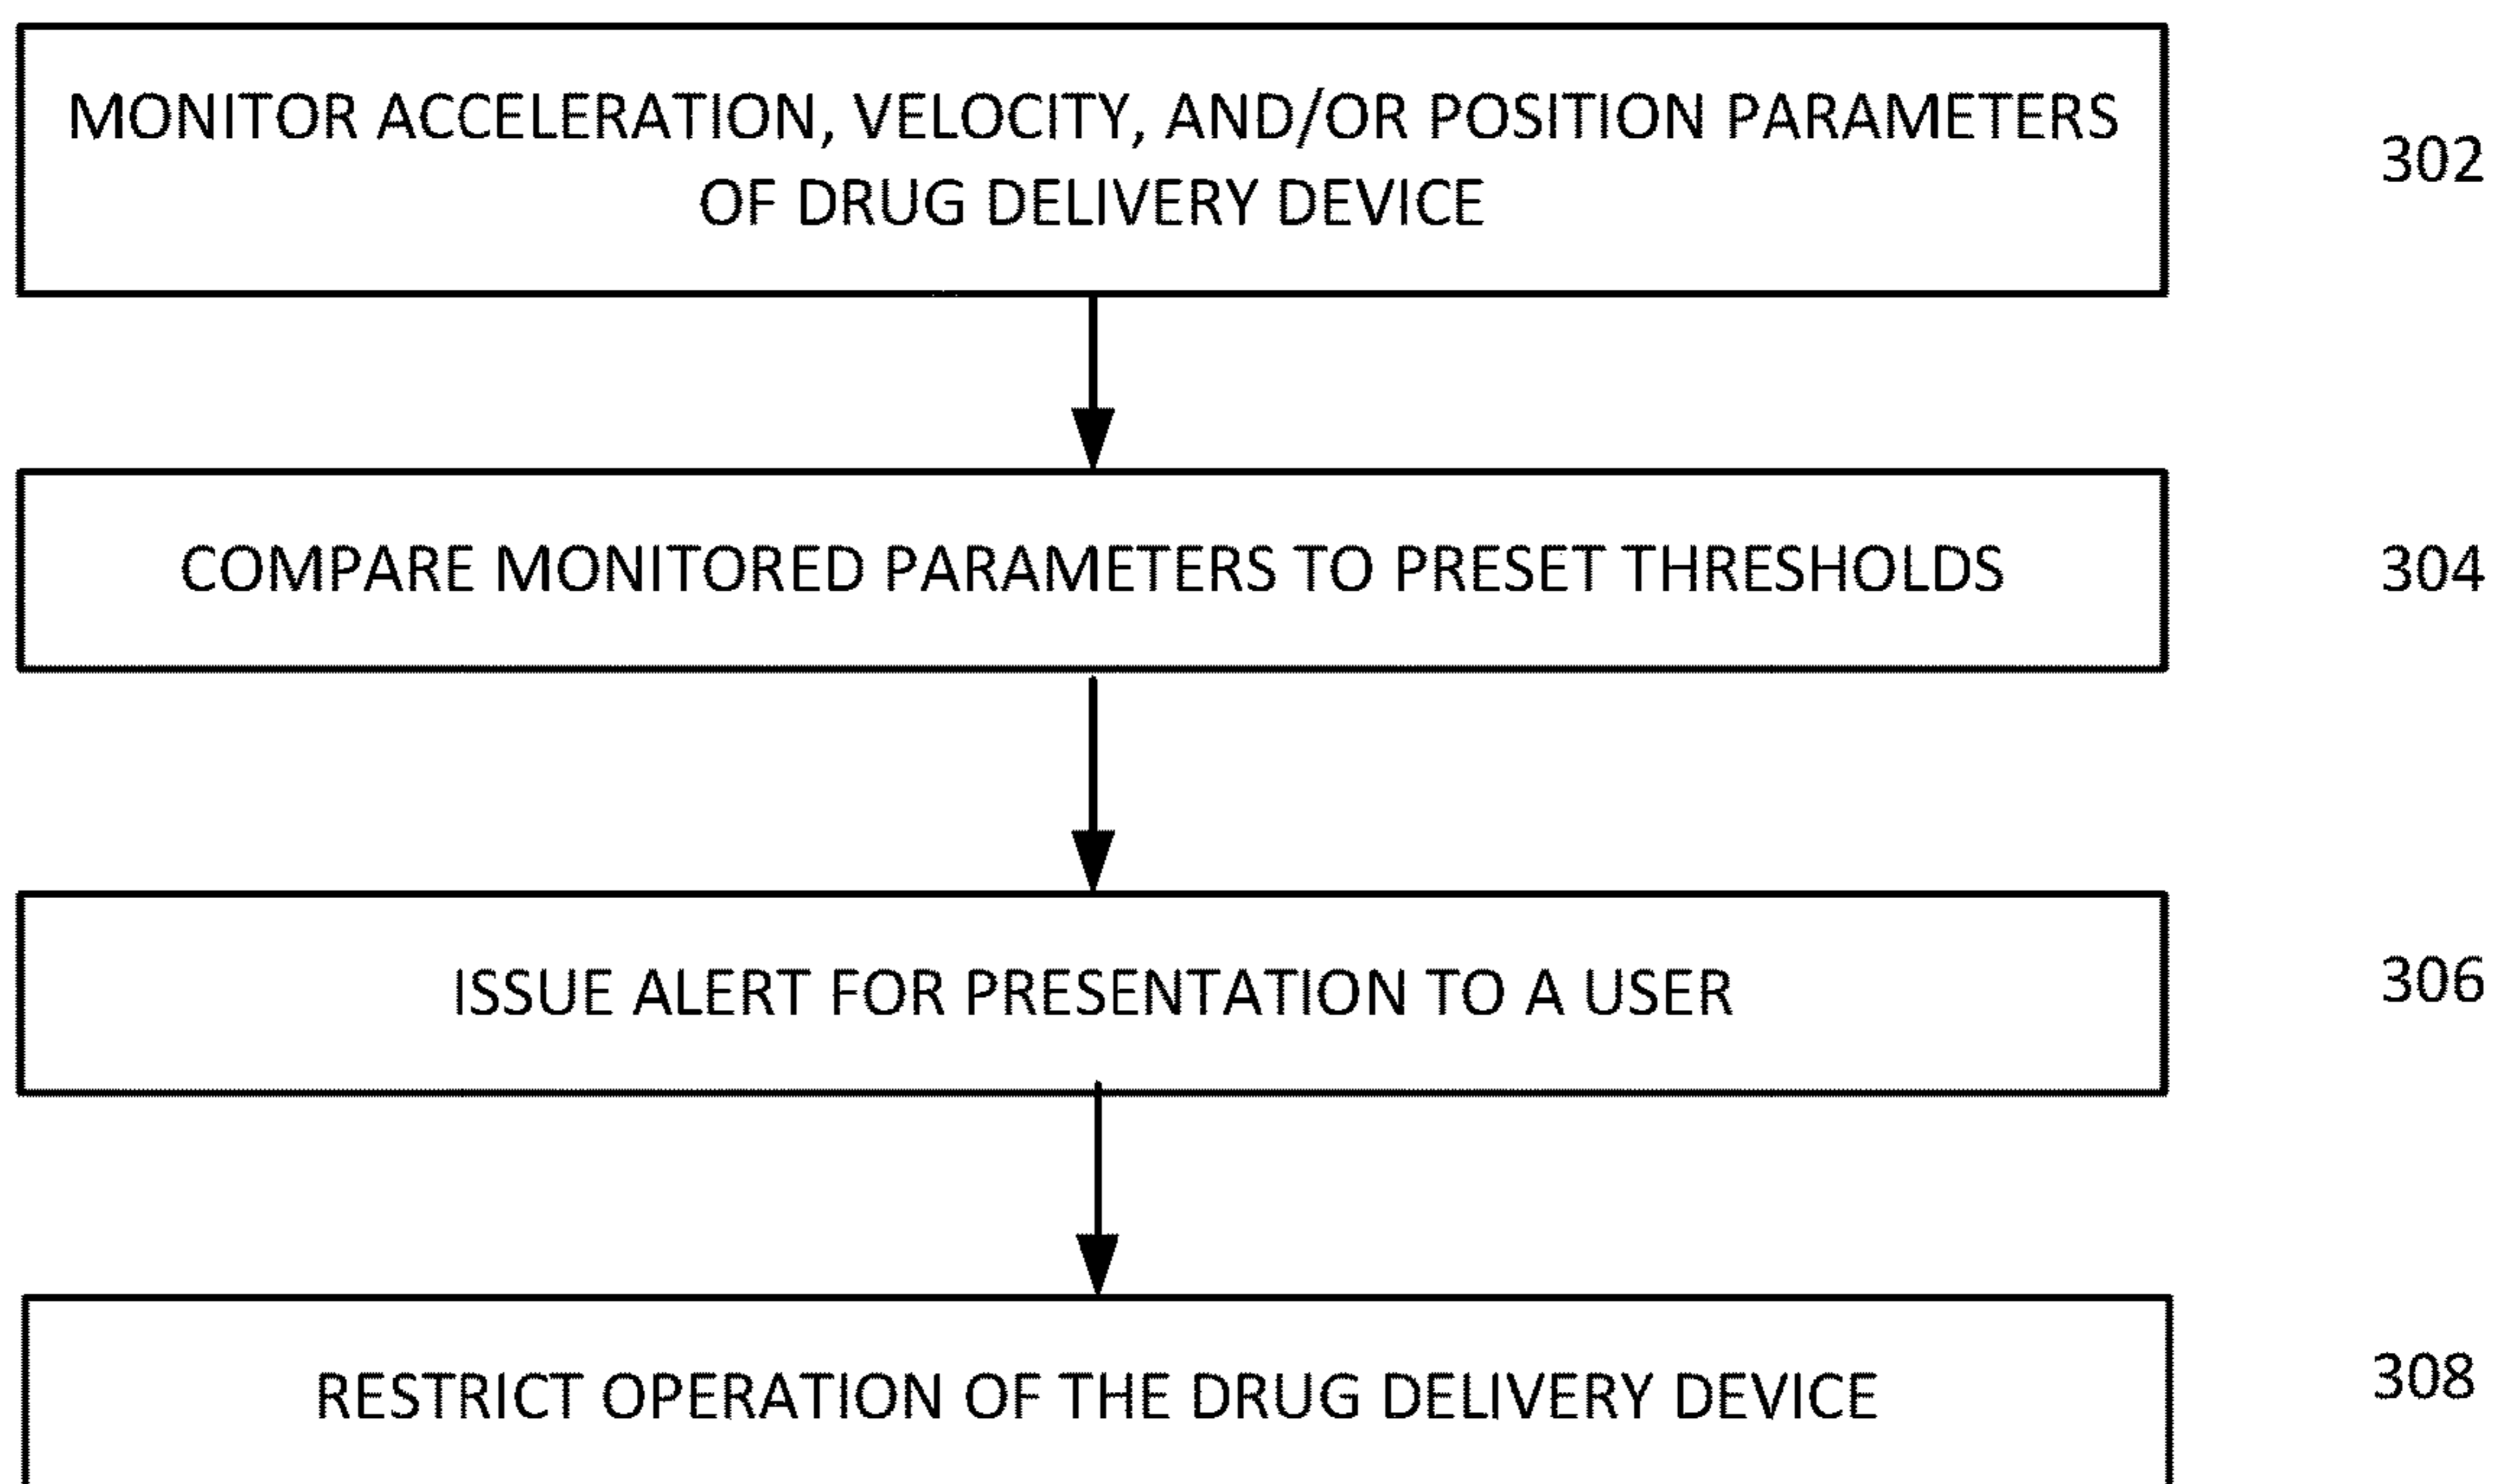 MONITOR ACCELERATION, VELOCITY, AND/OR POSITION PARAMETERS
OF DRUG DELIVERY DEVICE
302
COMPARE MONITORED PARAMETERS TO PRESET THRESHOLDS
304
ISSUE ALERT FOR PRESENTATION TO A USER
306
RESTRICT OPERATION OF THE DRUG DELIVERY DEVICE
308